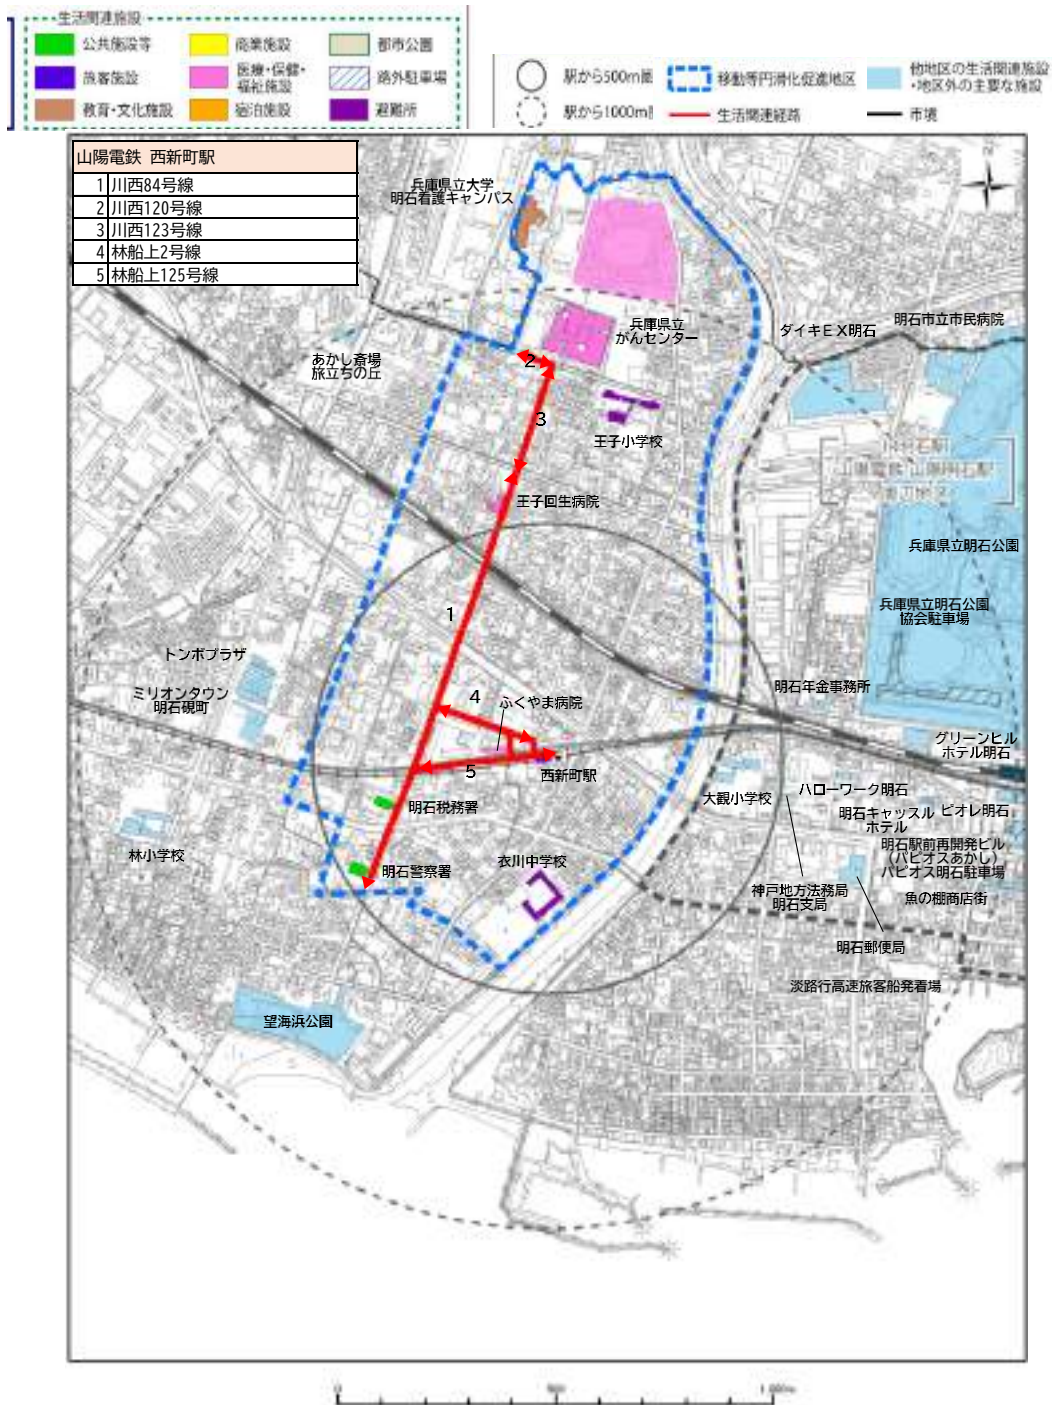 生活関連施設
公共施設等
商業施設
都市公園
旅客施設
医療・保健・
福祉施設
路外駐車場
教育・文化施設
宿泊施設
避難所
駅から500m圏
移動等円滑化促進地区
他地区の生活関連施設
・地区外の主要な施設
駅から1000m
生活関連経路
市境
山陽電鉄 西新町駅
1 川西84号線
2 川西120号線
3 川西123号線
4 林船上2号線
5 林船上125号線
兵庫県立大学
明石看護キャンパス
兵庫県立
がんセンター
ダイキEX明石
明石市立市民病院
あかし斎場
旅立ちの丘
2
3
王子小学校
山陽電鉄 山陽明石駅
王子回生病院
兵庫県立明石公園
兵庫県立明石公園
協会駐車場
1
トンボプラザ
ミリオンタウン
明石硯町
4
ふくやま病院
明石年金事務所
グリーンヒル
ホテル明石
5
西新町駅
大観小学校
ハローワーク明石
明石税務署
明石キャッスル
ホテル
ピオレ明石
林小学校
明石警察署
衣川中学校
明石駅前再開発ビル
(パピオスあかし)
パピオス明石駐車場
神戸地方法務局
明石支局
魚の棚商店街
明石郵便局
淡路行高速旅客船発着場
望海浜公園
0
500
1,000m